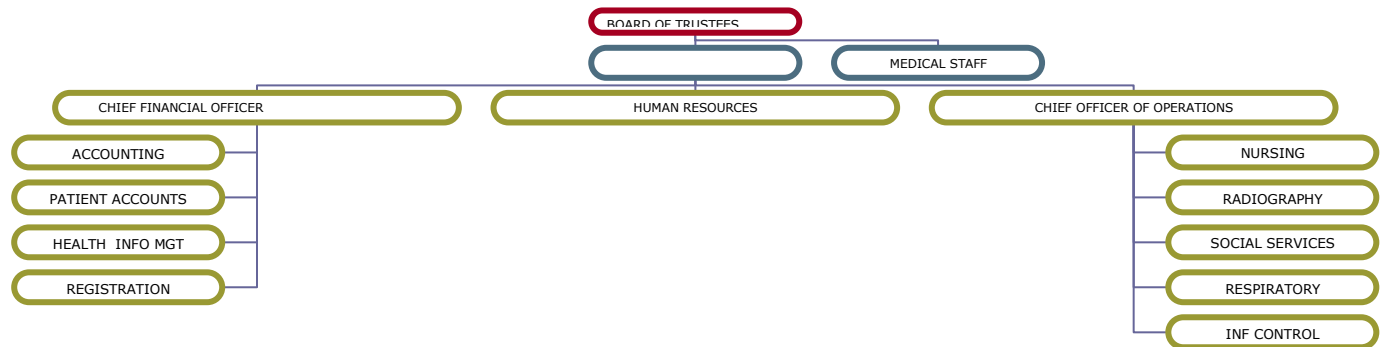 BOARD OF TRUSTEES
MEDICAL STAFF
CHIEF FINANCIAL OFFICER
HUMAN RESOURCES
CHIEF OFFICER OF OPERATIONS
ACCOUNTING
PATIENT ACCOUNTS
HEALTH INFO MGT
REGISTRATION
NURSING
RADIOGRAPHY
SOCIAL SERVICES
RESPIRATORY
INF CONTROL